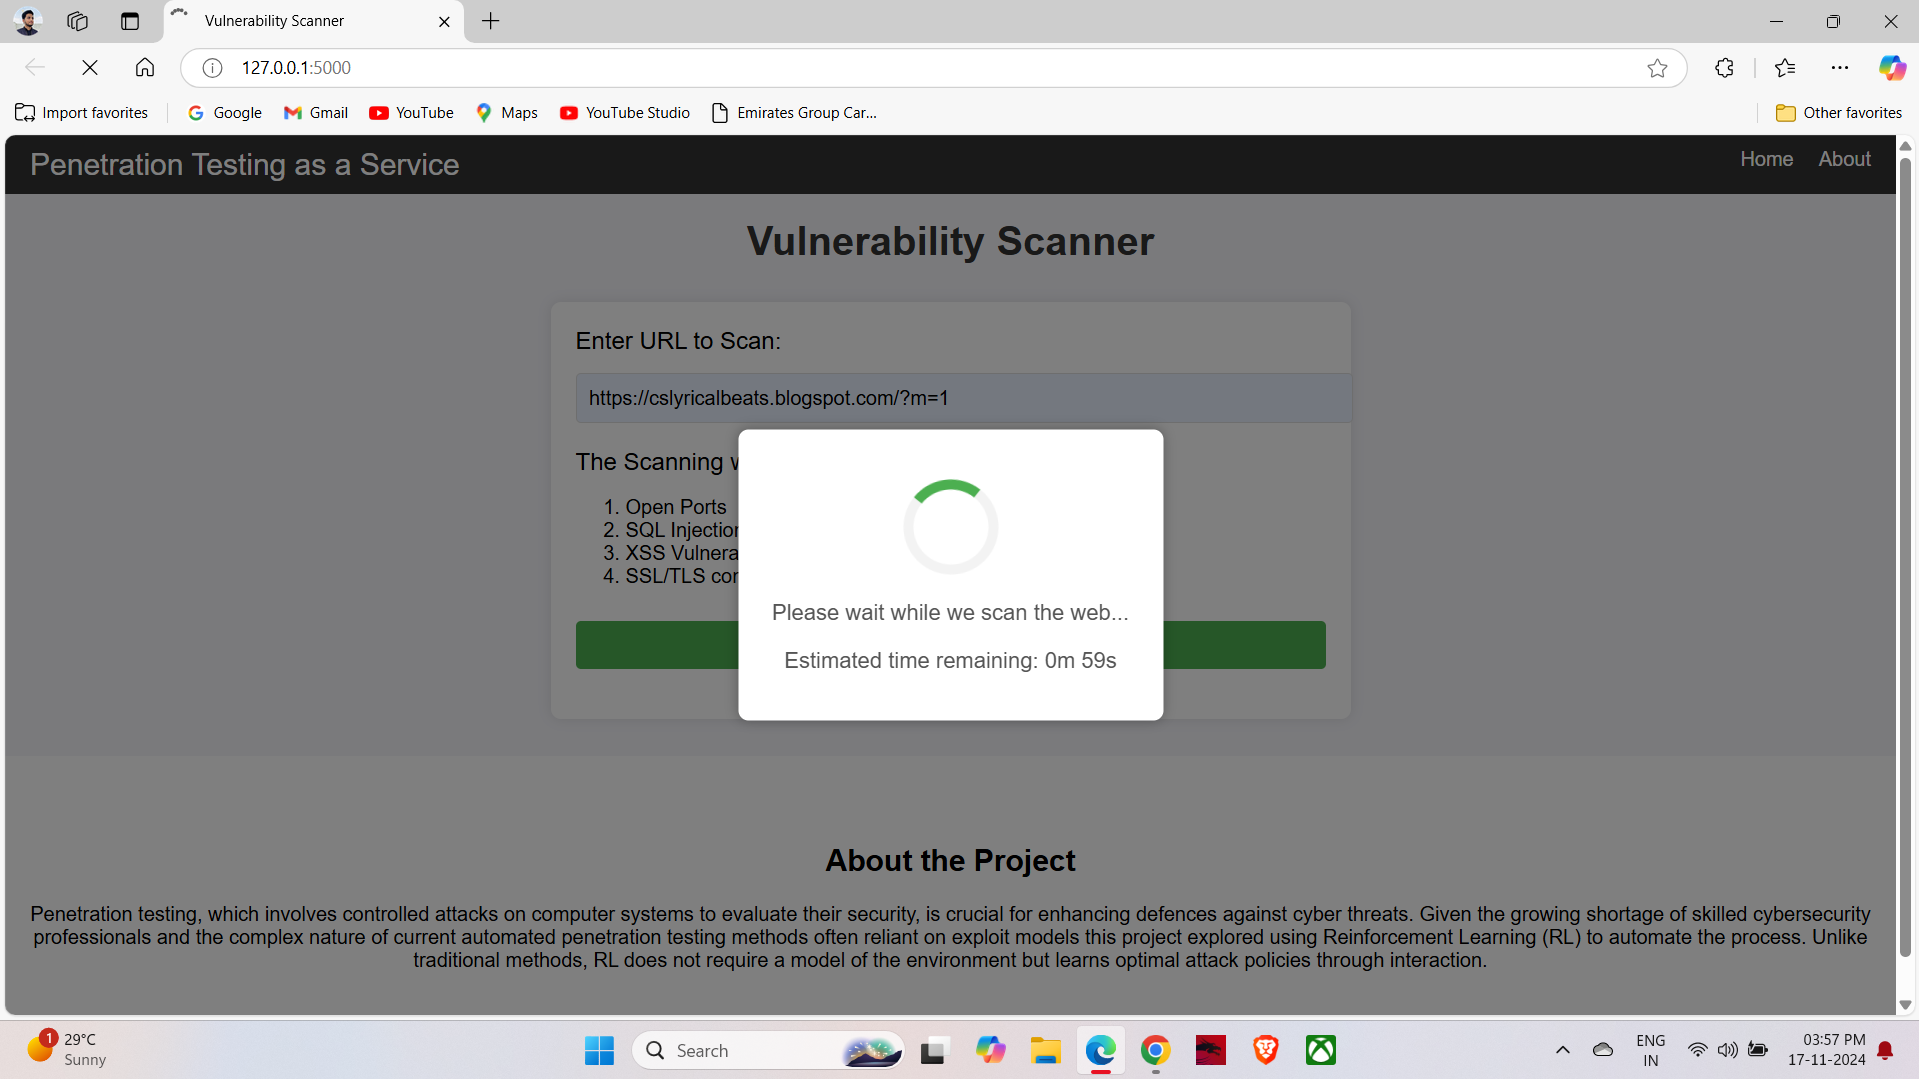 Vulnerability Scanner
127.0.0.1:5000
Import favorites
Google
Gmail
YouTube
Maps
YouTube Studio
Emirates Group Car...
Other favorites
Penetration Testing as a Service
Home
About
Vulnerability Scanner
Enter URL to Scan:
https://cslyricalbeats.blogspot.com/?m=1
The Scanning
1. Open Ports
2. SQL Injection
3. XSS Vulnera
4. SSL/TLS con
Please wait while we scan the web...
Estimated time remaining: 0m 59s
About the Project
Penetration testing, which involves controlled attacks on computer systems to evaluate their security, is crucial for enhancing defences against cyber threats. Given the growing shortage of skilled cybersecurity
professionals and the complex nature of current automated penetration testing methods often reliant on exploit models this project explored using Reinforcement Learning (RL) to automate the process. Unlike
traditional methods, RL does not require a model of the environment but learns optimal attack policies through interaction.
1
29°C
Sunny
Search
ENG
IN
03:57 PM
17-11-2024